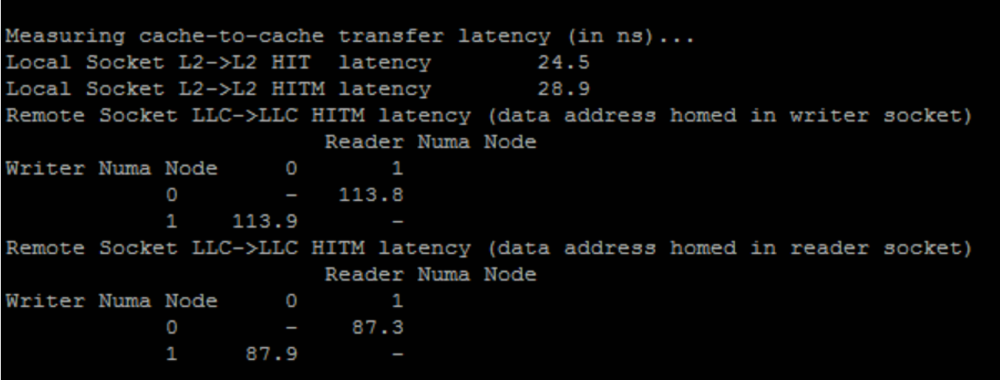 Measuring cache-to-cache transfer latency (in ns)...
Local Socket L2->L2 HIT  latency        24.5
Local Socket L2->L2 HITM latency        28.9
Remote Socket LLC->LLC HITM latency (data address homed in writer socket)
                        Reader Numa Node
Writer Numa Node     0       1
            0        -   113.8
            1    113.9       -
Remote Socket LLC->LLC HITM latency (data address homed in reader socket)
                        Reader Numa Node
Writer Numa Node     0       1
            0        -    87.3
            1     87.9       -